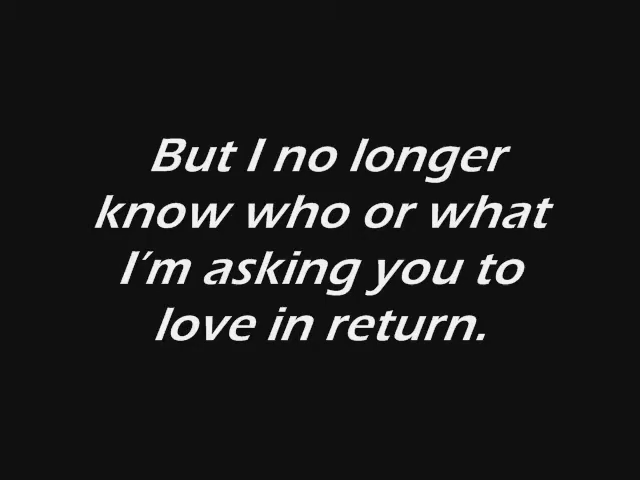 But I no longer
know who or what
I'm asking you to
love in return.